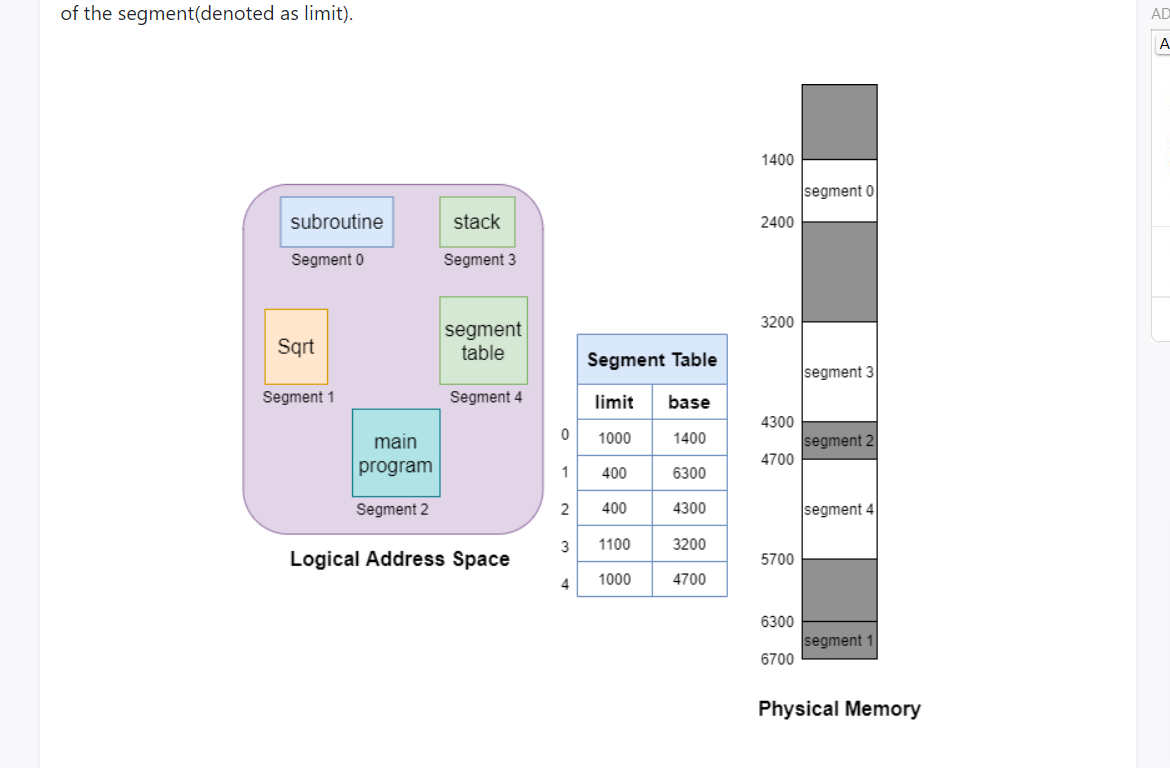 of the segment(denoted as limit).
AD
A
subroutine
Segment 0
stack
Segment 3
Sqrt
Segment 1
segment
table
Segment 4
main
program
Segment 2
Logical Address Space
Segment Table
limit base
0 1000 1400
1 400 6300
2 400 4300
3 1100 3200
4 1000 4700
1400
segment 0
2400
3200
segment 3
4300
segment 2
4700
segment 4
5700
6300
segment 1
6700
Physical Memory